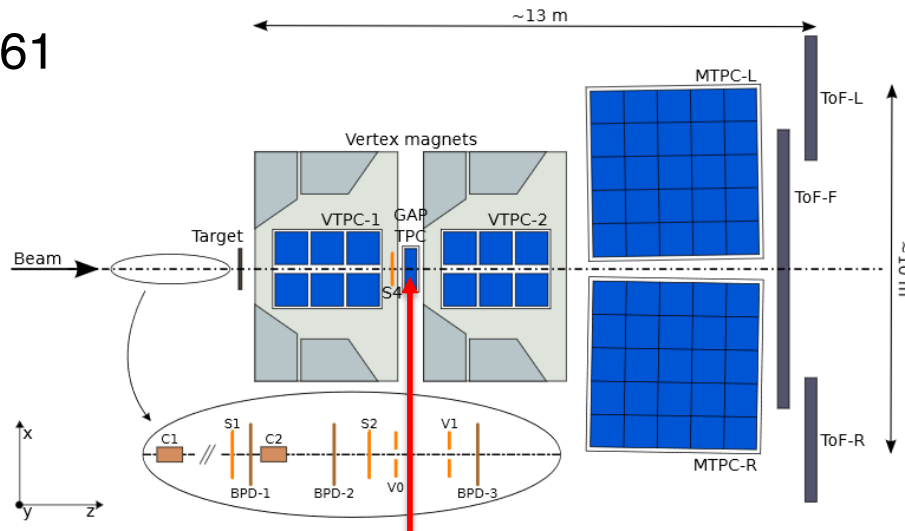 61
~13 m
MTPC-L
ToF-L
Vertex magnets
ToF-F
VTPC-1
GAP
TPC
VTPC-2
Target
Beam
S4
~10 m
x
y
z
C1
S1
C2
S2
V1
BPD-1
BPD-2
V0
BPD-3
MTPC-R
ToF-R